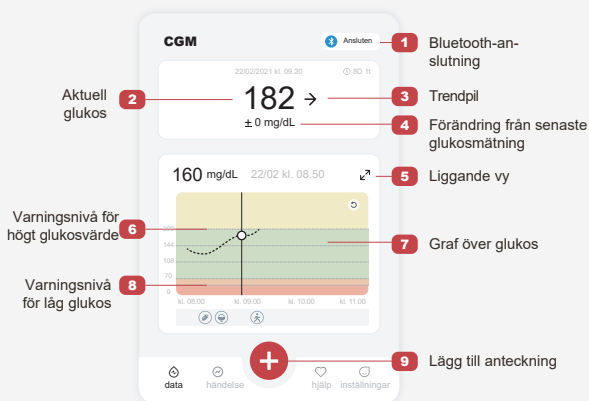 CGM
Ansluten
1
Bluetooth-an-
slutning
22/02/2021 kl. 09.20
8D 11
Aktuell
glukos
2
182
3
Trendpil
± 0 mg/dL
4
Förändring från senaste
glukosmätning
160 mg/dL
22/02 kl. 08.50
5
Liggande vy
Varningsnivå för
högt glukosvärde
6
144
108
70
0
7
Graf över glukos
Varningsnivå
för låg glukos
8
kl. 08.00
kl. 09.00
kl. 10.00
kl. 11.00
9
Lägg till anteckning
data
händelse
hjälp
inställningar